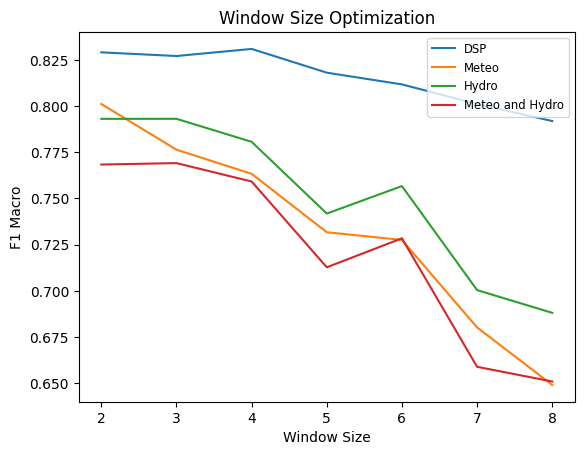 Window Size Optimization
DSP
Meteo
Hydro
Meteo and Hydro
F1 Macro
0.825
0.800
0.775
0.750
0.725
0.700
0.675
0.650
2 3 4 5 6 7 8
Window Size